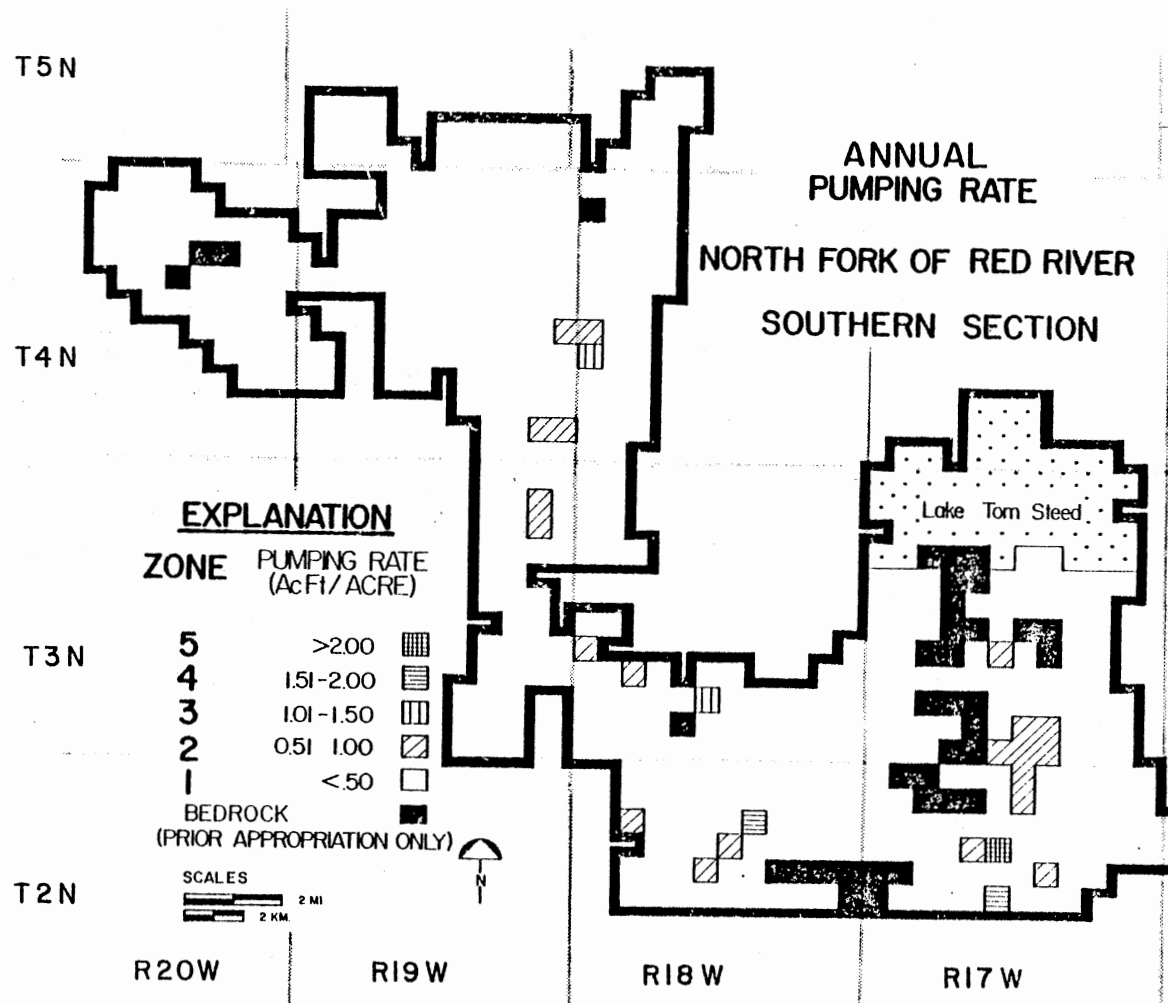 T5N
ANNUAL
PUMPING RATE
NORTH FORK OF RED RIVER
SOUTHERN SECTION
T4N
EXPLANATION
ZONE PUMPING RATE
(AcFt/ACRE)
5 >2.00
4 1.51-2.00
3 1.01-1.50
2 0.51 1.00
1 <.50
BEDROCK
(PRIOR APPROPRIATION ONLY)
Lake Tom Steed
T3N
N
SCALES
2 MI.
2 KM.
T2N
R20W R19W R18W R17W